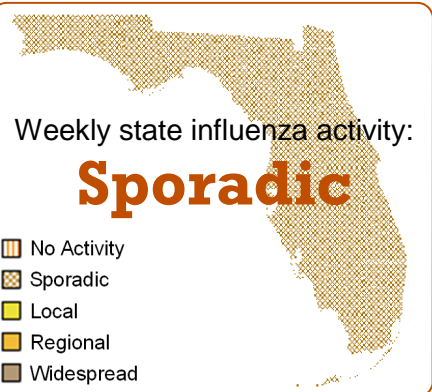 Weekly state influenza activity:
Sporadic
No Activity
Sporadic
Local
Regional
Widespread